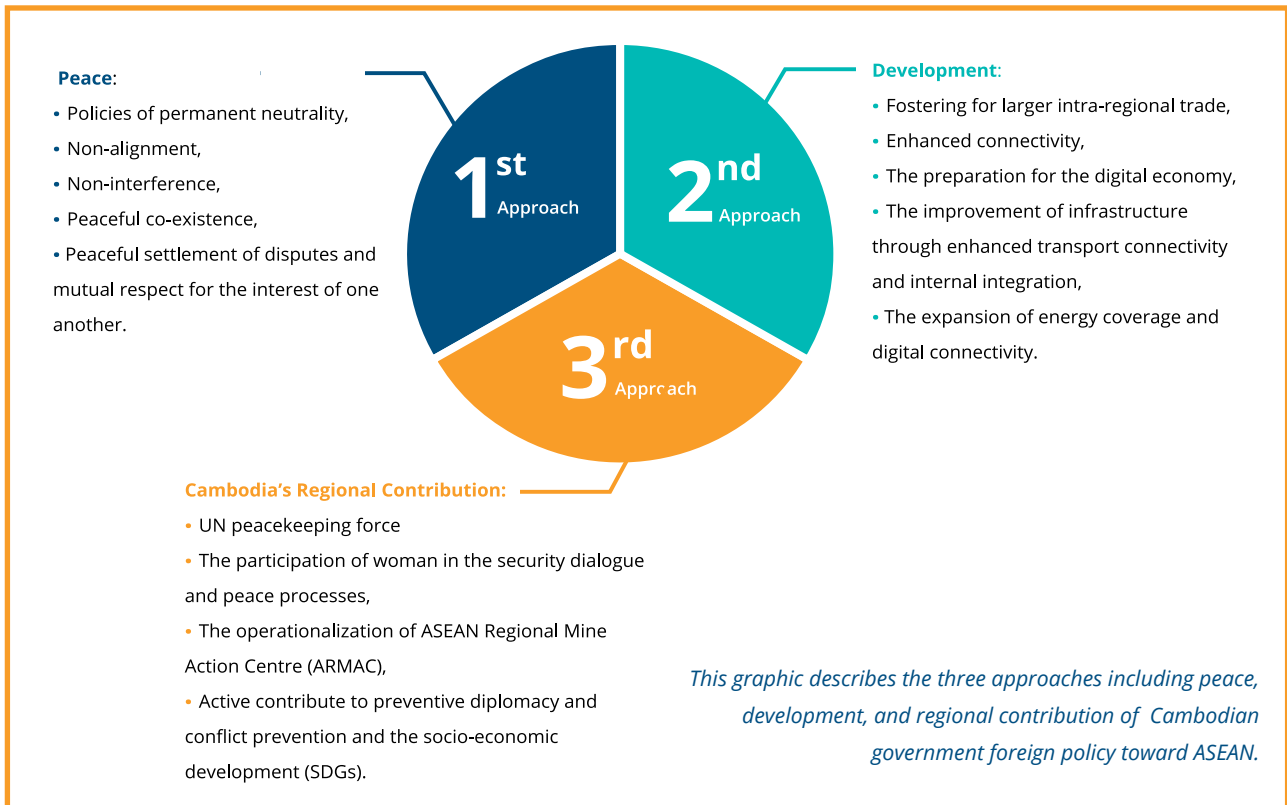 Peace:
• Policies of permanent neutrality,
• Non-alignment,
• Non-interference,
• Peaceful co-existence,
• Peaceful settlement of disputes and
mutual respect for the interest of one
another.
1st
Approach
2nd
Approach
3rd
Approach
Development:
• Fostering for larger intra-regional trade,
• Enhanced connectivity,
• The preparation for the digital economy,
• The improvement of infrastructure
through enhanced transport connectivity
and internal integration,
• The expansion of energy coverage and
digital connectivity.
Cambodia's Regional Contribution:
• UN peacekeeping force
• The participation of woman in the security dialogue
and peace processes,
• The operationalization of ASEAN Regional Mine
Action Centre (ARMAC),
• Active contribute to preventive diplomacy and
conflict prevention and the socio-economic
development (SDGs).
This graphic describes the three approaches including peace,
development, and regional contribution of Cambodian
government foreign policy toward ASEAN.